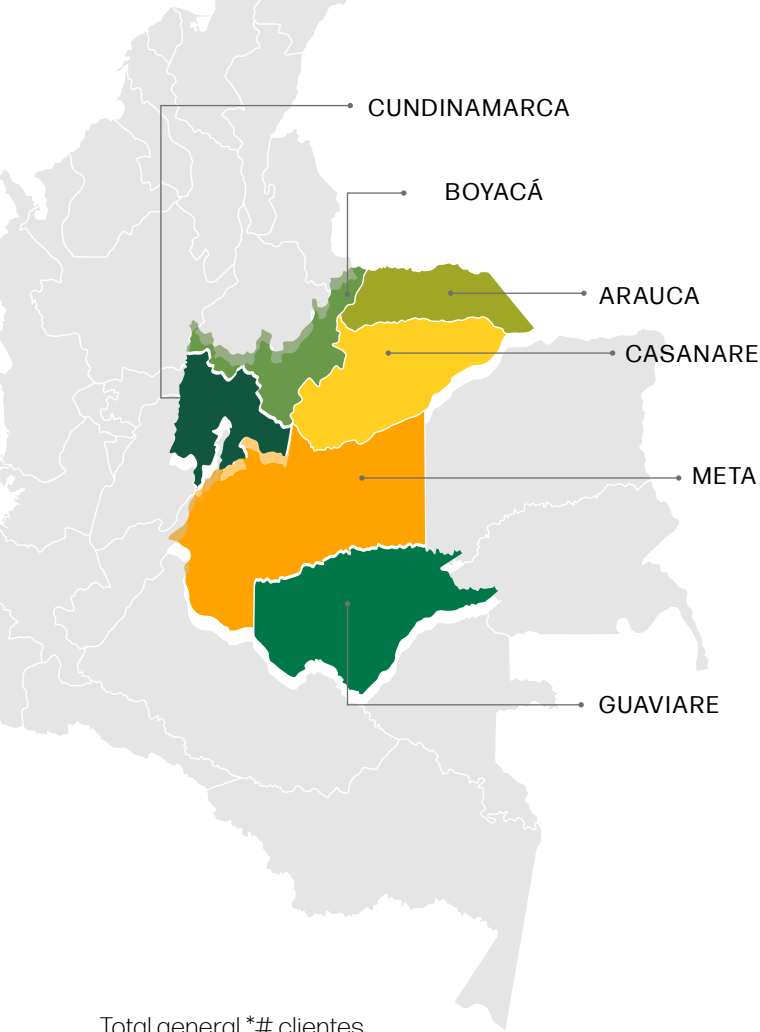 CUNDINAMARCA
BOYACÁ
ARAUCA
CASANARE
META
GUAVIARE
Total general *# clientes